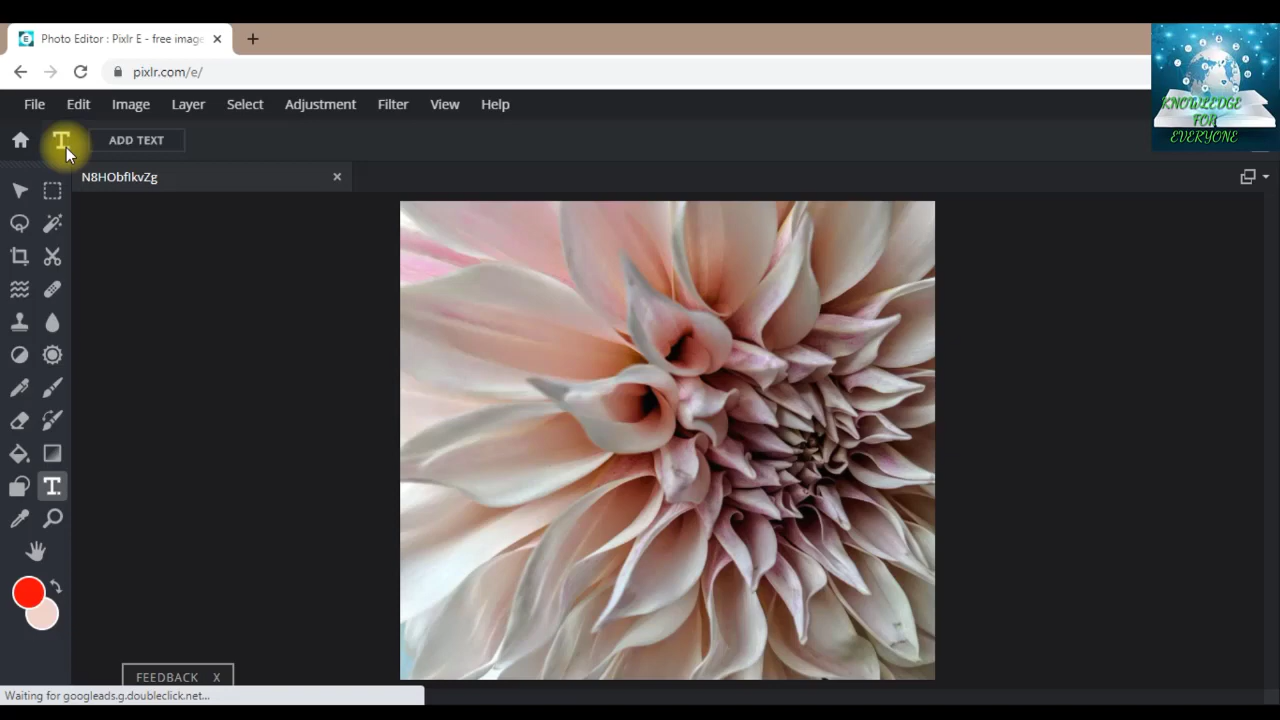 Photo Editor : Pixlr E - free image
pixlr.com/e/
KNOWLEDGE
FOR
EVERYONE
File Edit Image Layer Select Adjustment Filter View Help
T ADD TEXT
N8HObfIkvZg
FEEDBACK X
Waiting for googleads.g.doubleclick.net...